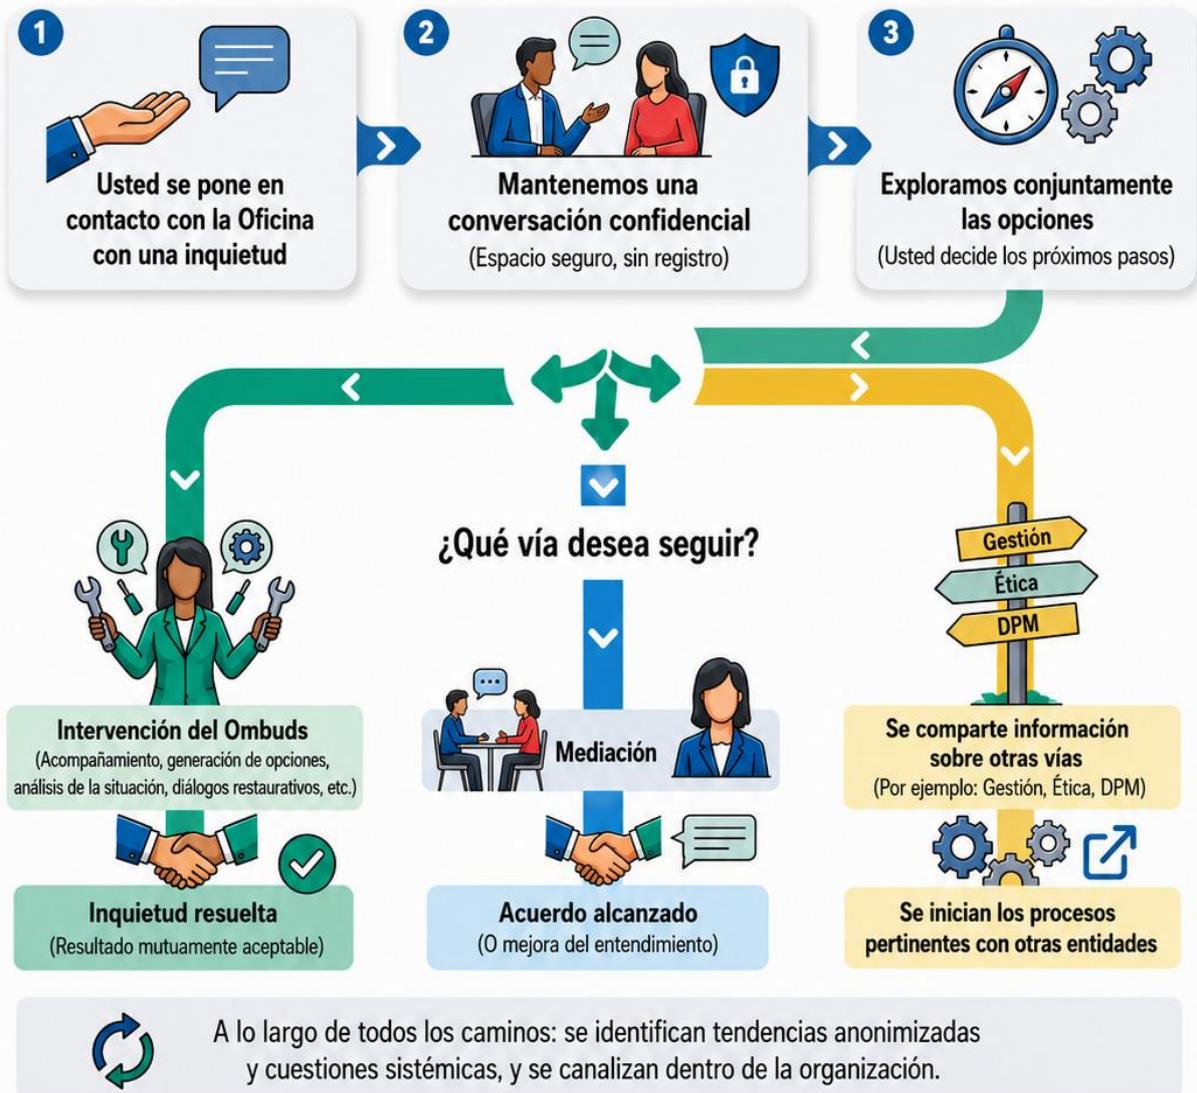 1
Usted se pone en
contacto con la Oficina
con una inquietud
2
Mantenemos una
conversación confidencial
(Espacio seguro, sin registro)
3
Exploramos conjuntamente
las opciones
(Usted decide los próximos pasos)
¿Qué vía desea seguir?
Intervención del Ombuds
(Acompañamiento, generación de opciones,
análisis de la situación, diálogos restaurativos, etc.)
Inquietud resuelta
(Resultado mutuamente aceptable)
Mediación
Acuerdo alcanzado
(O mejora del entendimiento)
Gestión
Ética
DPM
Se comparte información
sobre otras vías
(Por ejemplo: Gestión, Ética, DPM)
Se inician los procesos
pertinentes con otras entidades
A lo largo de todos los caminos: se identifican tendencias anonimizadas
y cuestiones sistémicas, y se canalizan dentro de la organización.